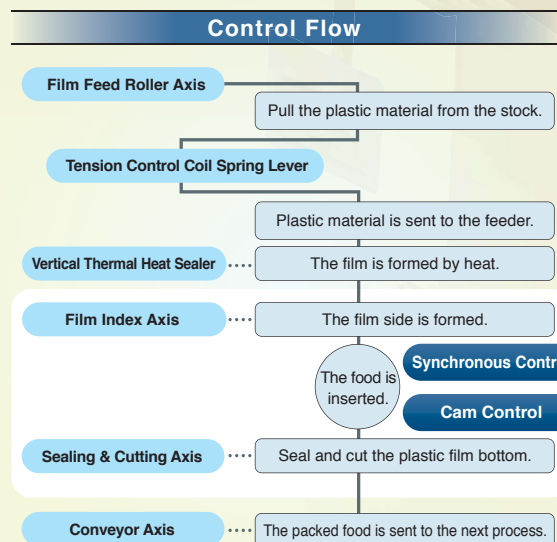 Control Flow
Film Feed Roller Axis
Pull the plastic material from the stock.
Tension Control Coil Spring Lever
Plastic material is sent to the feeder.
Vertical Thermal Heat Sealer
The film is formed by heat.
Film Index Axis
The film side is formed.
The food is
inserted.
Synchronous Contr
Cam Control
Sealing & Cutting Axis
Seal and cut the plastic film bottom.
Conveyor Axis
The packed food is sent to the next process.